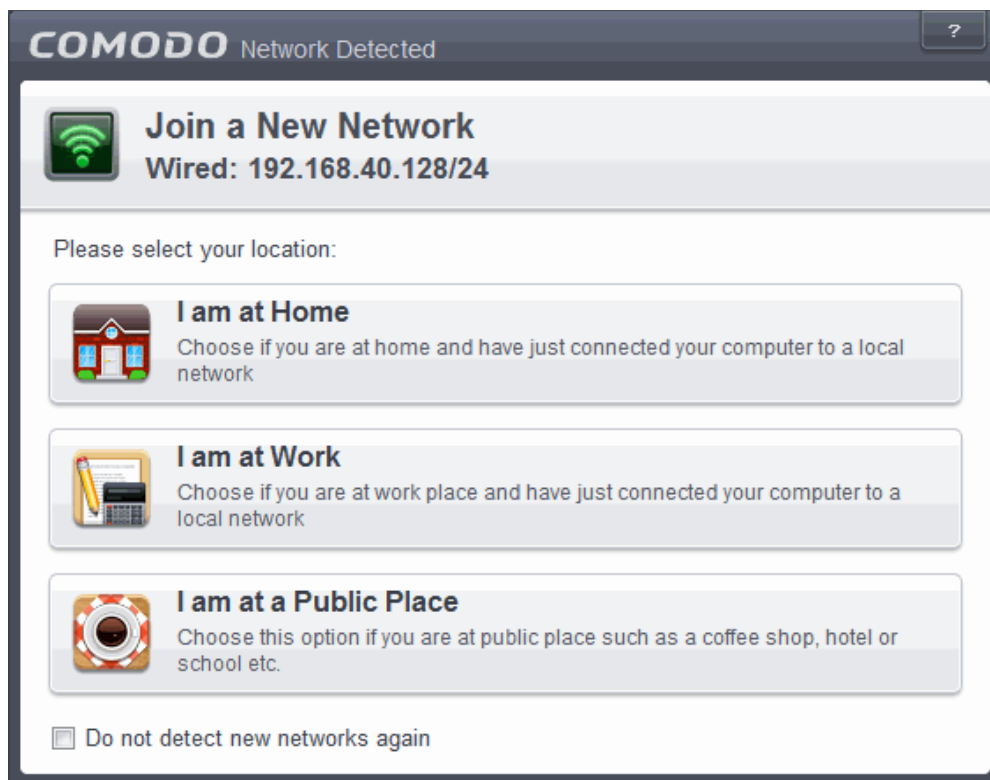 COMODO Network Detected
?
Join a New Network
Wired: 192.168.40.128/24
Please select your location:
I am at Home
Choose if you are at home and have just connected your computer to a local
network
I am at Work
Choose if you are at work place and have just connected your computer to a
local network
I am at a Public Place
Choose this option if you are at public place such as a coffee shop, hotel or
school etc.
Do not detect new networks again